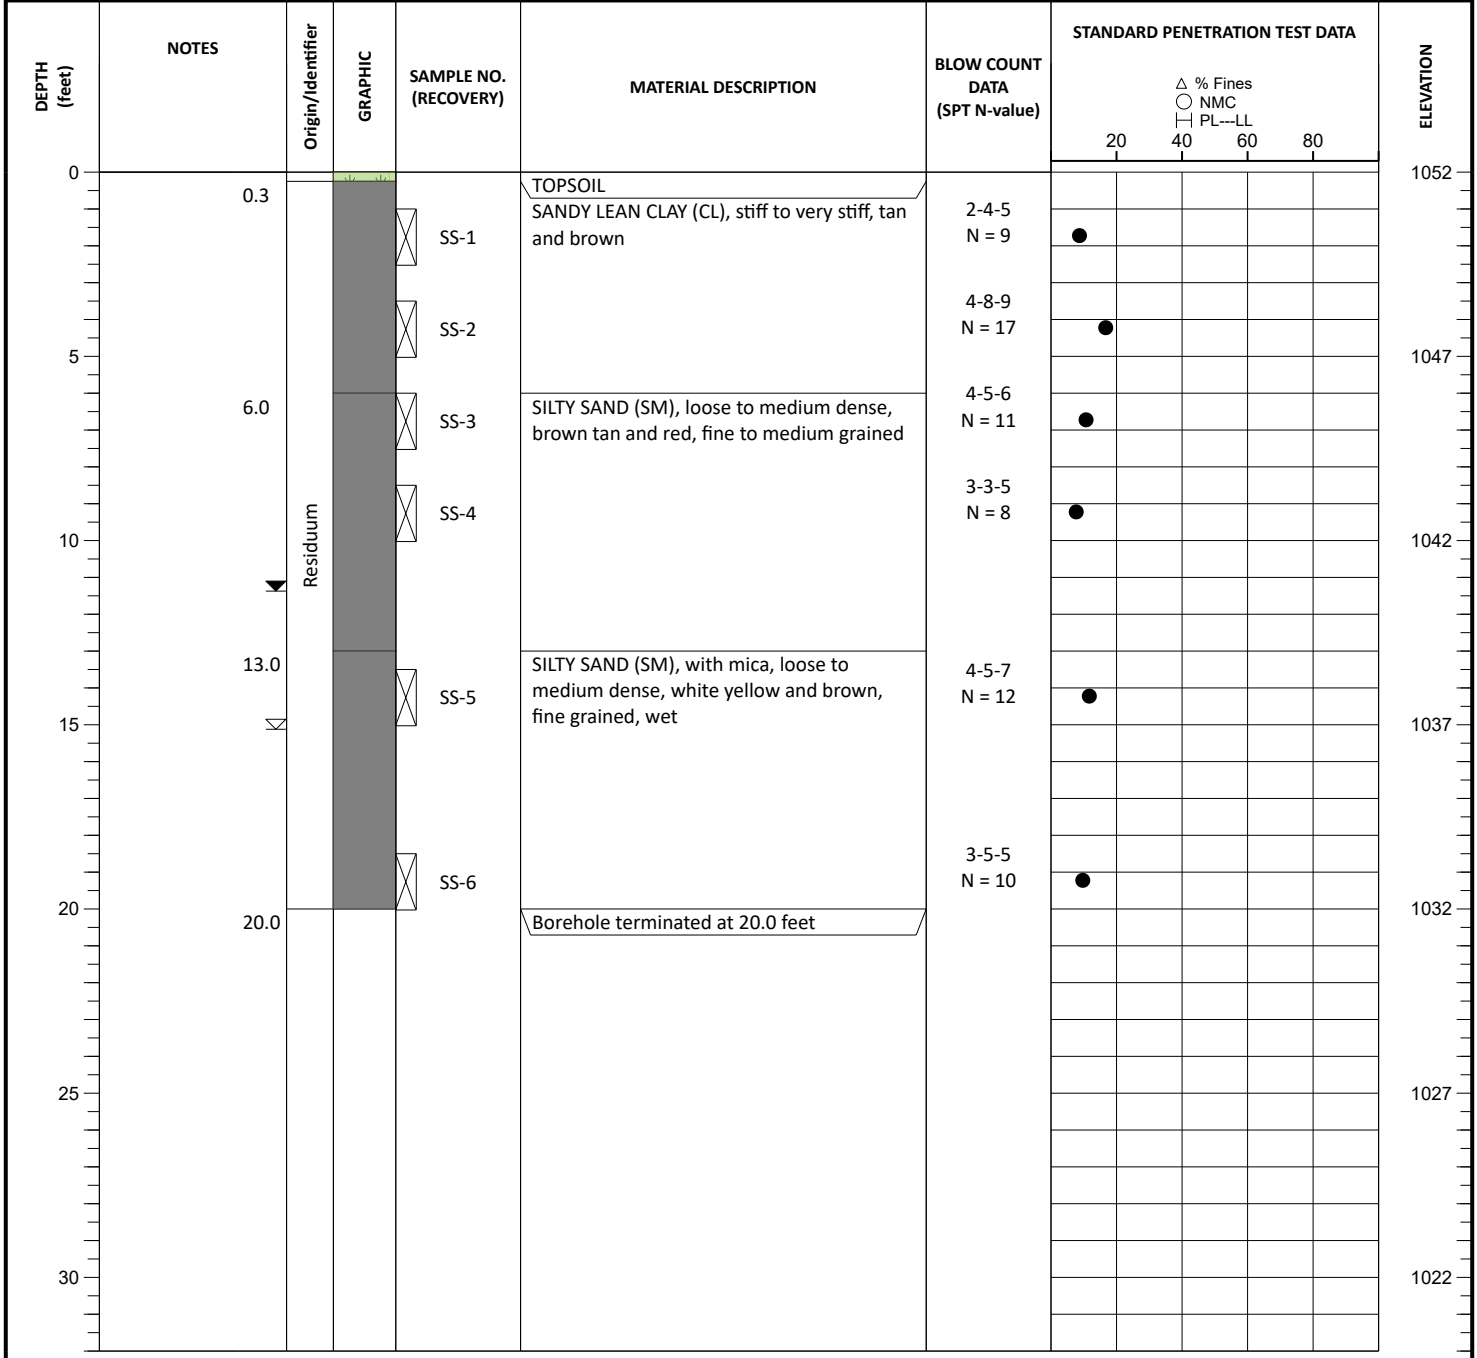 DEPTH
(feet)
NOTES
Origin/Identifier
GRAPHIC
SAMPLE NO.
(RECOVERY)
MATERIAL DESCRIPTION
BLOW COUNT
DATA
(SPT N-value)
STANDARD PENETRATION TEST DATA
% Fines
NMC
PL---LL
20 40 60 80
ELEVATION
0
1052
0.3
TOPSOIL
SANDY LEAN CLAY (CL), stiff to very stiff, tan
and brown
SS-1
2-4-5
N = 9
SS-2
4-8-9
N = 17
5
1047
6.0
SILTY SAND (SM), loose to medium dense,
brown tan and red, fine to medium grained
SS-3
4-5-6
N = 11
SS-4
3-3-5
N = 8
Residuum
10
1042
13.0
SILTY SAND (SM), with mica, loose to
medium dense, white yellow and brown,
fine grained, wet
SS-5
4-5-7
N = 12
15
1037
SS-6
3-5-5
N = 10
20
1032
20.0
Borehole terminated at 20.0 feet
25
1027
30
1022